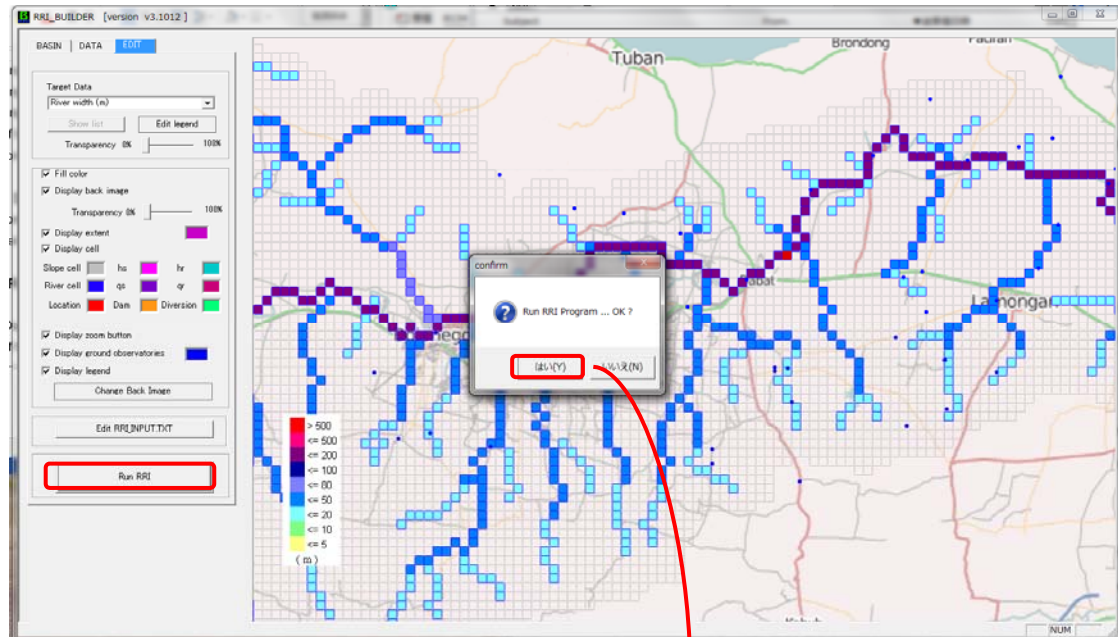 RRI_BUILDER [version v3.1012 ]
BASIN
DATA
EDIT
Target Data
River width (m)
Show list
Edit legend
Transparency 0%
100%
Fill color
Display back image
Transparency 0%
100%
Display extent
Display cell
Slope cell
hs
hr
River cell
qs
qr
Location
Dam
Diversion
Display zoom button
Display ground observatories
Display legend
Change Back Image
Edit RRI_INPUT.TXT
Run RRI
Tuban
Brondong
Paciran
Babat
Lamongan
confirm
Run RRI Program ... OK ?
はい(Y)
いいえ(N)
> 500
<= 500
<= 200
<= 100
<= 80
<= 50
<= 20
<= 10
<= 5
( m )
NUM